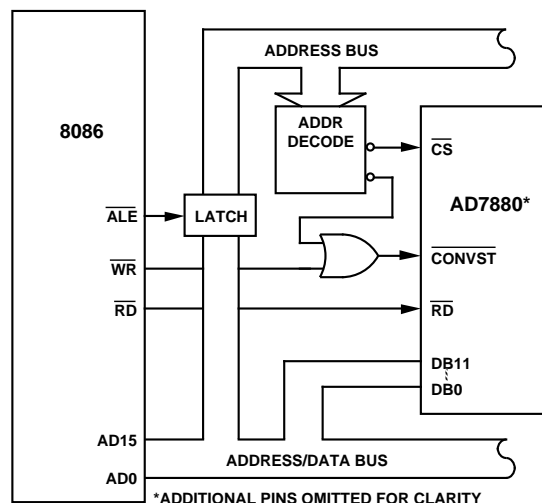 ADDRESS BUS
8086
ADDR
DECODE
CS
AD7880*
ALE
LATCH
WR
CONVST
RD
RD
DB11
DB0
AD15
ADDRESS/DATA BUS
AD0
*ADDITIONAL PINS OMITTED FOR CLARITY